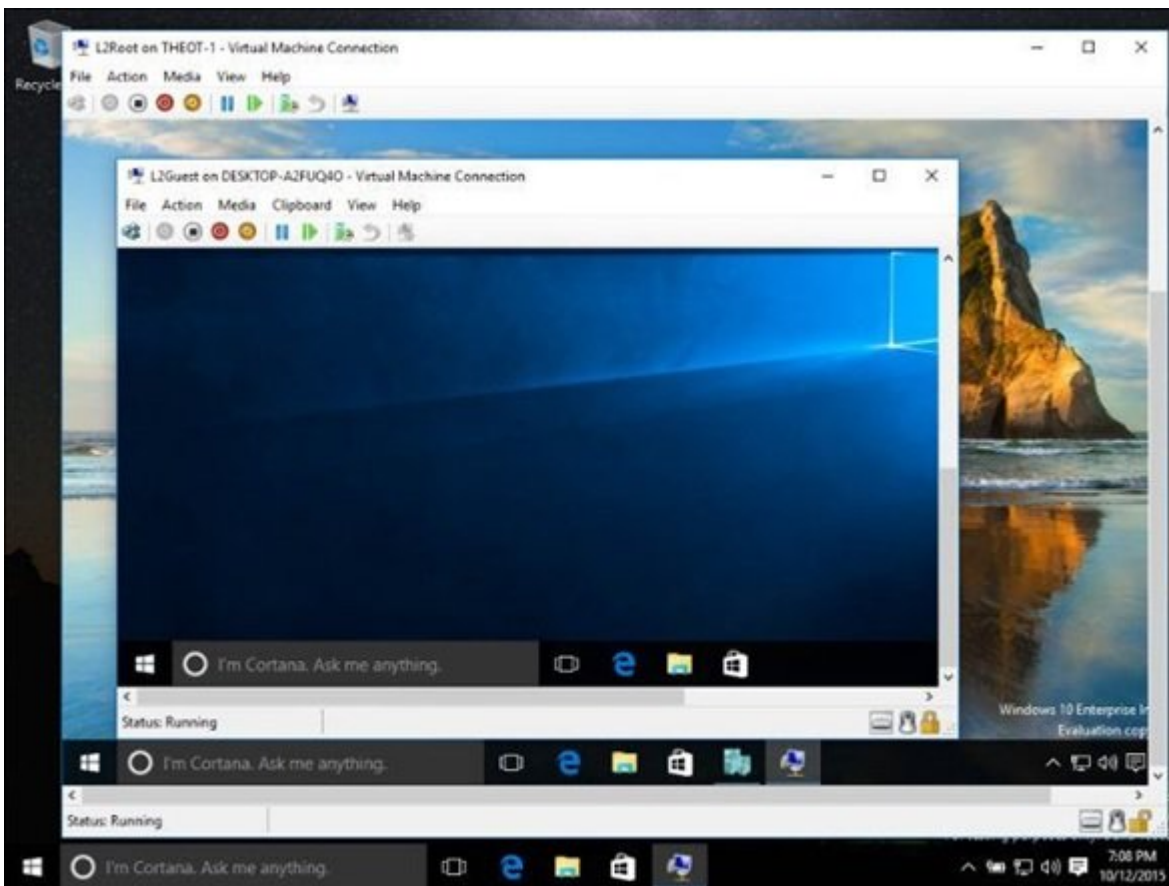 Recycle
L2Root on THEOT-1 - Virtual Machine Connection
File Action Media View Help
L2Guest on DESKTOP-A2FUQ4O - Virtual Machine Connection
File Action Media Clipboard View Help
I'm Cortana. Ask me anything.
Status: Running
Windows 10 Enterprise In
Evaluation cop
I'm Cortana. Ask me anything.
Status: Running
I'm Cortana. Ask me anything.
7:08 PM
10/12/2015